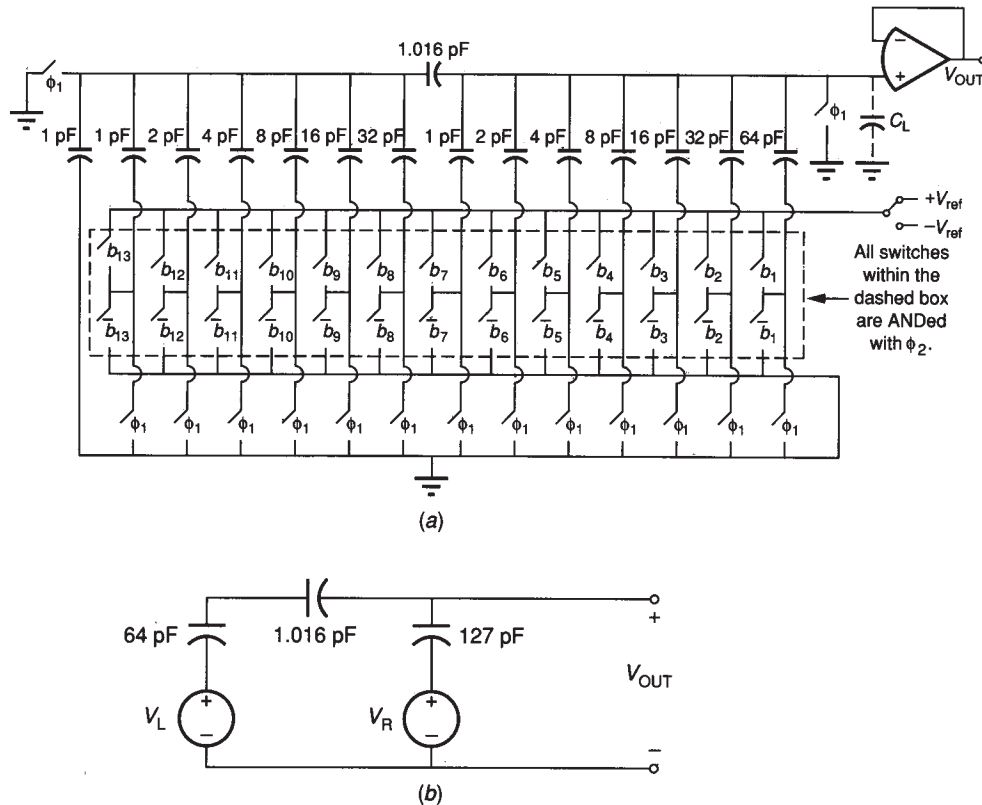 1.016 pF
−
+
V_OUT
ϕ1
1 pF 1 pF 2 pF 4 pF 8 pF 16 pF 32 pF 1 pF 2 pF 4 pF 8 pF 16 pF 32 pF 64 pF
ϕ1
C_L
+V_ref
−V_ref
b13 b12 b11 b10 b9 b8 b7 b6 b5 b4 b3 b2 b1
b̅13 b̅12 b̅11 b̅10 b̅9 b̅8 b̅7 b̅6 b̅5 b̅4 b̅3 b̅2 b̅1
All switches
within the
dashed box
are ANDed
with ϕ2.
ϕ1 ϕ1 ϕ1 ϕ1 ϕ1 ϕ1 ϕ1 ϕ1 ϕ1 ϕ1 ϕ1 ϕ1 ϕ1
(a)
64 pF
1.016 pF
127 pF
+
V_OUT
−
V_L
+
−
V_R
+
−
(b)